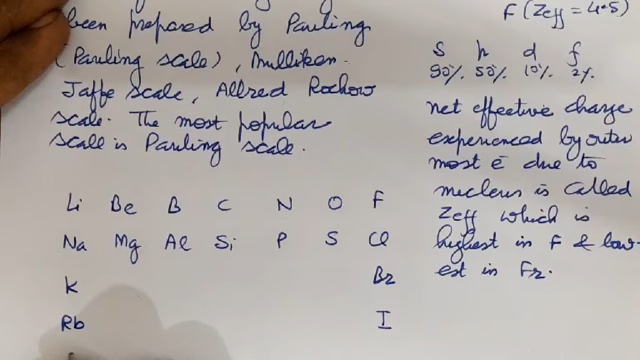 been prepared by Pauling
(Pauling scale), Mulliken.
Jaffe scale, Allred Rochow
scale. The most popular
scale is Pauling scale.
Li Be B C N O F
Na Mg Al Si P S Cl
K Br
Rb I
F (Zeff = 4.5)
s p d f
90% 50% 10% 2%
net effective charge
experienced by outer
most e̅ due to
nucleus is called
Zeff which is
highest in F & low-
est in Fr.